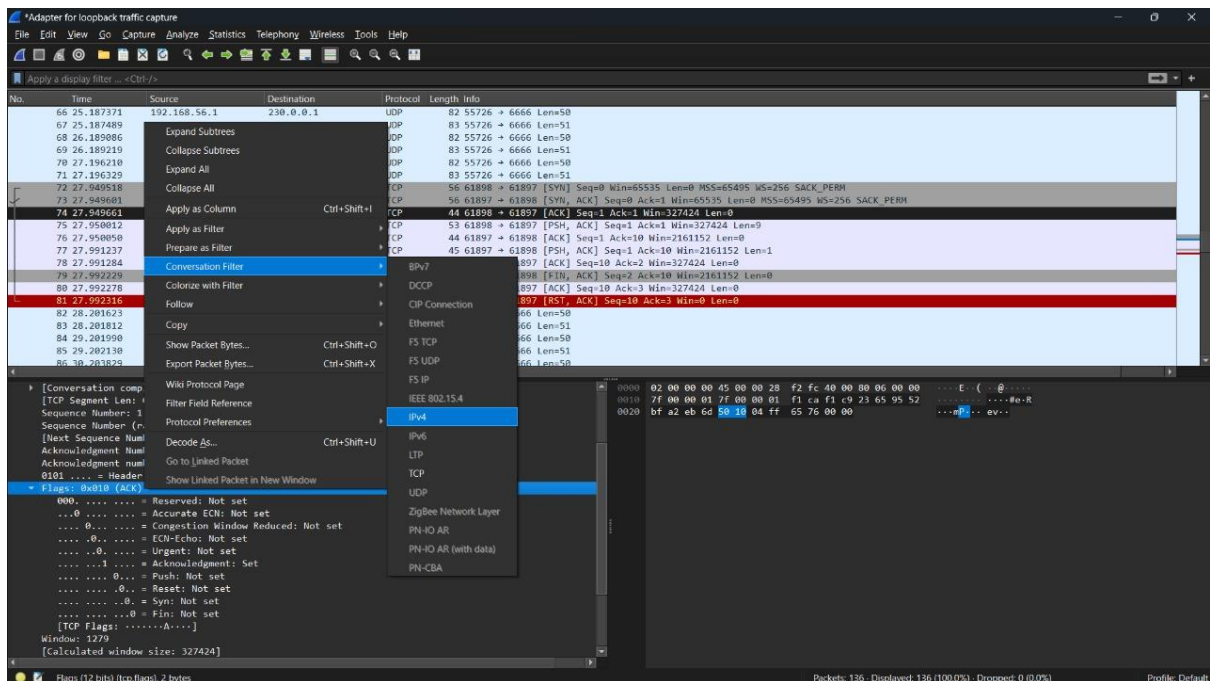 *Adapter for loopback traffic capture
File Edit View Go Capture Analyze Statistics Telephony Wireless Tools Help
Apply a display filter ... <Ctrl-/>
No. Time Source Destination Protocol Length Info
66 25.187371 192.168.56.1 230.0.0.1 UDP 82 55726 → 6666 Len=50
67 25.187489 UDP 83 55726 → 6666 Len=51
68 26.189086 UDP 82 55726 → 6666 Len=50
69 26.189219 UDP 83 55726 → 6666 Len=51
70 27.196210 UDP 82 55726 → 6666 Len=50
71 27.196329 UDP 83 55726 → 6666 Len=51
72 27.949518 TCP 56 61898 → 61897 [SYN] Seq=0 Win=65535 Len=0 MSS=65495 WS=256 SACK_PERM
73 27.949601 TCP 56 61897 → 61898 [SYN, ACK] Seq=0 Ack=1 Win=65535 Len=0 MSS=65495 WS=256 SACK_PERM
74 27.949661 TCP 44 61898 → 61897 [ACK] Seq=1 Ack=1 Win=327424 Len=0
75 27.950012 TCP 53 61898 → 61897 [PSH, ACK] Seq=1 Ack=1 Win=327424 Len=9
76 27.950050 TCP 44 61897 → 61898 [ACK] Seq=1 Ack=10 Win=2161152 Len=0
77 27.991237 TCP 45 61897 → 61898 [PSH, ACK] Seq=1 Ack=10 Win=2161152 Len=1
78 27.991284 897 [ACK] Seq=10 Ack=2 Win=327424 Len=0
79 27.992229 898 [FIN, ACK] Seq=2 Ack=10 Win=2161152 Len=0
80 27.992278 897 [ACK] Seq=10 Ack=3 Win=327424 Len=0
81 27.992316 897 [RST, ACK] Seq=10 Ack=3 Win=0 Len=0
82 28.201623 66 Len=50
83 28.201812 666 Len=51
84 29.201990 66 Len=50
85 29.202130 66 Len=51
86 30.203829 66 Len=50
Expand Subtrees
Collapse Subtrees
Expand All
Collapse All
Apply as Column Ctrl+Shift+I
Apply as Filter
Prepare as Filter
Conversation Filter
Colorize with Filter
Follow
Copy
Show Packet Bytes... Ctrl+Shift+O
Export Packet Bytes... Ctrl+Shift+X
Wiki Protocol Page
Filter Field Reference
Protocol Preferences
Decode As... Ctrl+Shift+U
Go to Linked Packet
Show Linked Packet in New Window
BPv7
DCCP
CIP Connection
Ethernet
F5 TCP
F5 UDP
F5 IP
IEEE 802.15.4
IPv4
IPv6
LTP
TCP
UDP
ZigBee Network Layer
PN-IO AR
PN-IO AR (with data)
PN-CBA
[Conversation comp
[TCP Segment Len:
Sequence Number: 1
Sequence Number (r
[Next Sequence Num
Acknowledgment Num
Acknowledgment num
0101 .... = Header
Flags: 0x010 (ACK)
000. .... .... = Reserved: Not set
...0 .... .... = Accurate ECN: Not set
.... 0... .... = Congestion Window Reduced: Not set
.... .0.. .... = ECN-Echo: Not set
.... ..0. .... = Urgent: Not set
.... ...1 .... = Acknowledgment: Set
.... .... 0... = Push: Not set
.... .... .0.. = Reset: Not set
.... .... ..0. = Syn: Not set
.... .... ...0 = Fin: Not set
[TCP Flags: ·······A····]
Window: 1279
[Calculated window size: 327424]
0000 02 00 00 00 45 00 00 28 f2 fc 40 00 80 06 00 00 ····E··( ··@·····
0010 7f 00 00 01 7f 00 00 01 f1 ca f1 c9 23 65 95 52 ········ ····#e·R
0020 bf a2 eb 6d 50 10 04 ff 65 76 00 00 ···mP··· ev··
Flags (12 bits) (tcp.flags), 2 bytes
Packets: 136 · Displayed: 136 (100.0%) · Dropped: 0 (0.0%)
Profile: Default